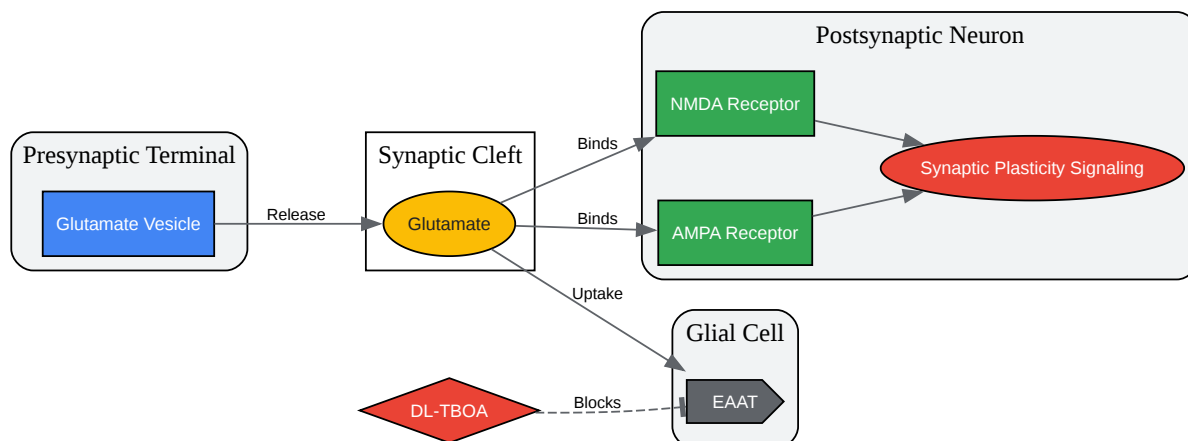 Postsynaptic Neuron
NMDA Receptor
Presynaptic Terminal
Synaptic Cleft
Binds
Synaptic Plasticity Signaling
Glutamate Vesicle
Release
Glutamate
Binds
AMPA Receptor
Uptake
Glial Cell
DL-TBOA
Blocks
EAAT